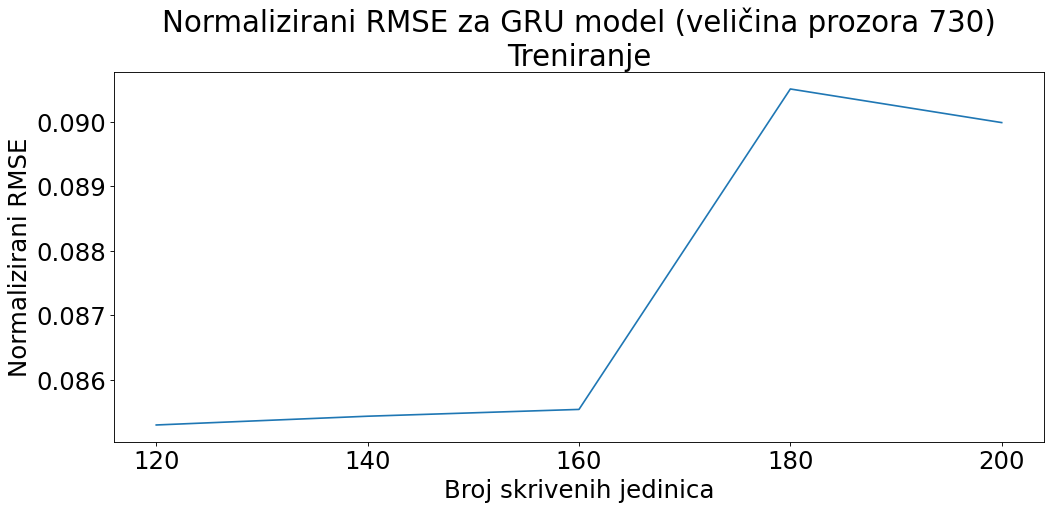 Normalizirani RMSE za GRU model (veličina prozora 730)
Treniranje
Normalizirani RMSE
0.090
0.089
0.088
0.087
0.086
120 140 160 180 200
Broj skrivenih jedinica